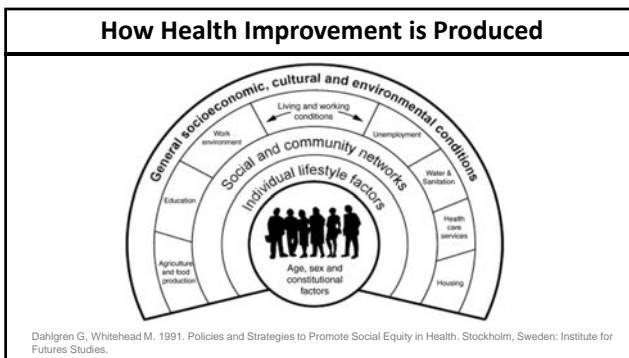 How Health Improvement is Produced
General socioeconomic, cultural and environmental conditions
Living and working
conditions
Work
environment
Unemployment
Social and community networks
Water &
Sanitation
Individual lifestyle factors
Education
Health
care
services
Agriculture
and food
production
Age, sex and
constitutional
factors
Housing
Dahlgren G, Whitehead M. 1991. Policies and Strategies to Promote Social Equity in Health. Stockholm, Sweden: Institute for
Futures Studies.